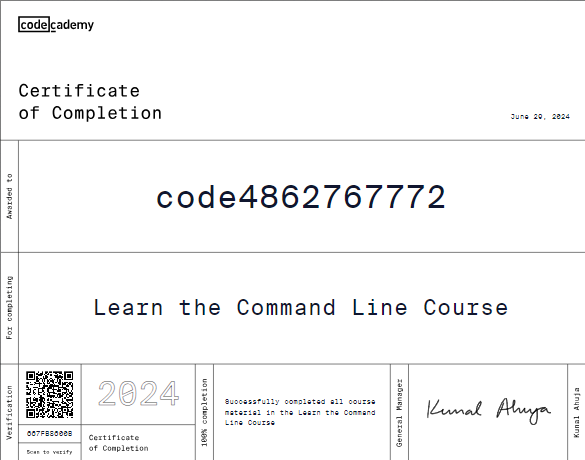 codecademy
Certificate
of Completion
June 29, 2024
Awarded to
code4862767772
For completing
Learn the Command Line Course
Verification
667FBS600B
Scan to verify
2024
Certificate
of Completion
100% completion
Successfully completed all course
material in the Learn the Command
Line Course
General Manager
Kunal Ahuja
Kunal Ahuja